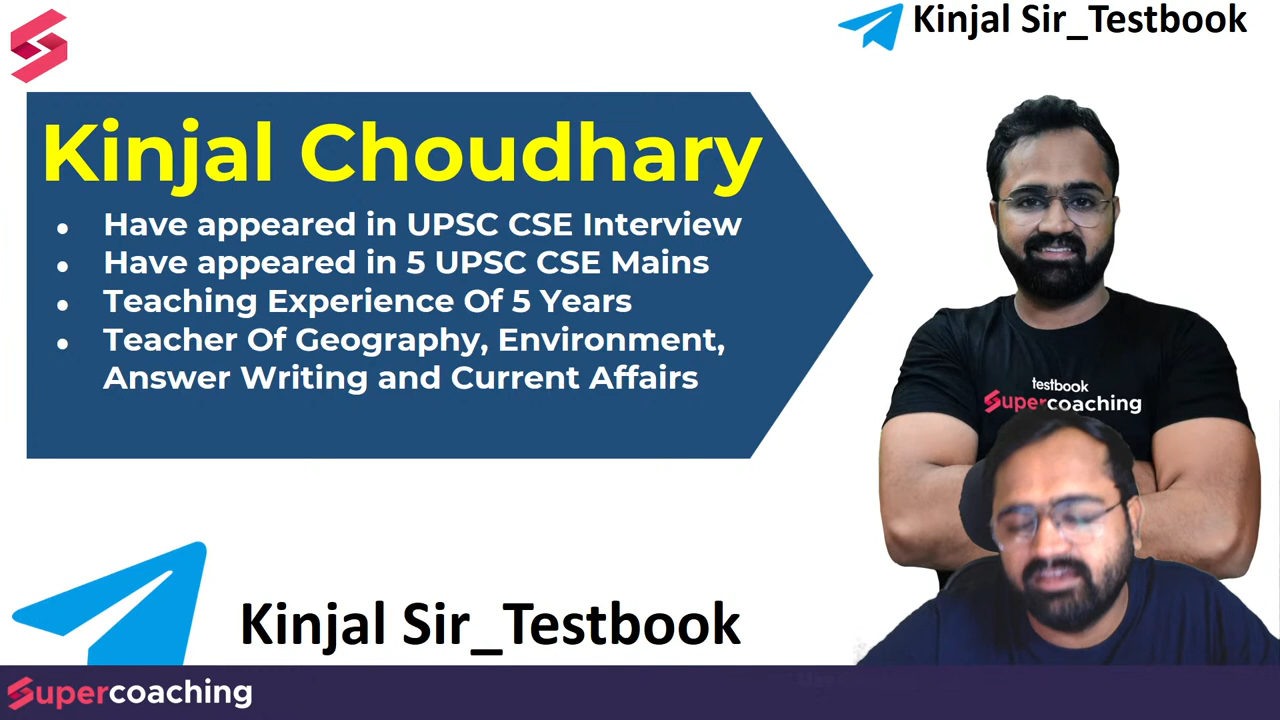 Kinjal Sir_Testbook
Kinjal Choudhary
• Have appeared in UPSC CSE Interview
• Have appeared in 5 UPSC CSE Mains
• Teaching Experience Of 5 Years
• Teacher Of Geography, Environment,
Answer Writing and Current Affairs
testbook
Supercoaching
Kinjal Sir_Testbook
Supercoaching